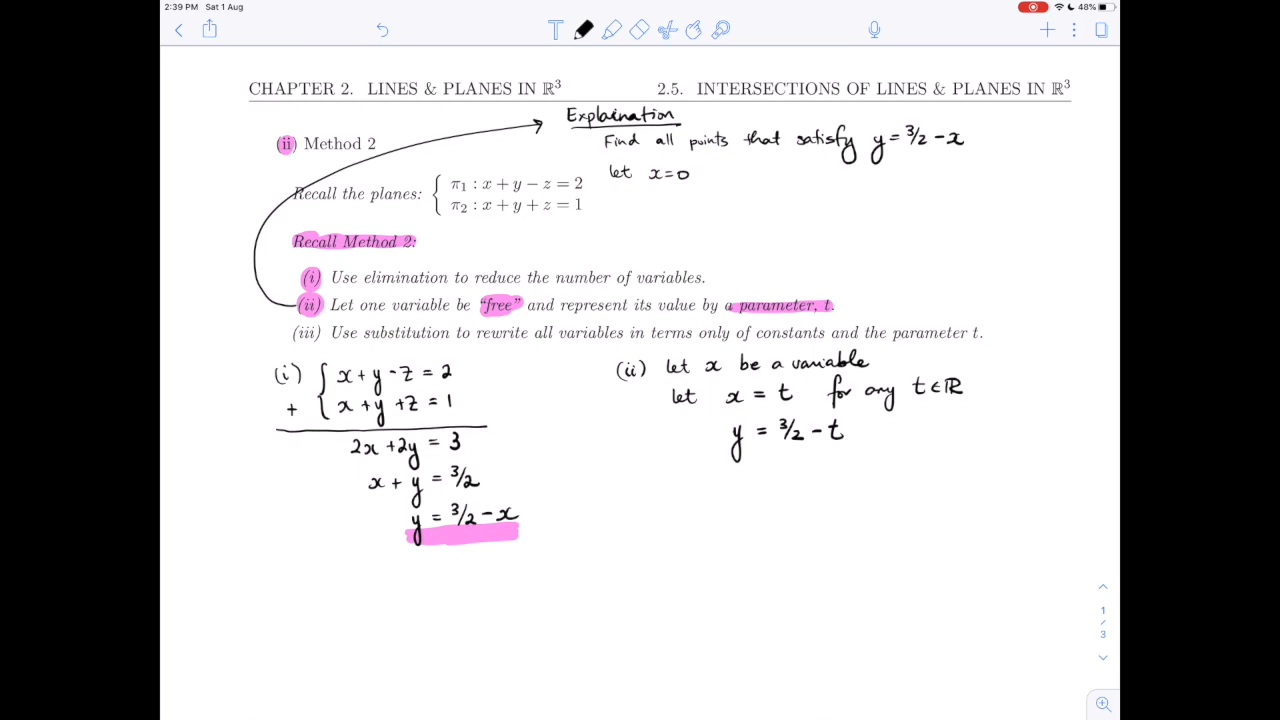 2:39 PM Sat 1 Aug
48%
CHAPTER 2. LINES & PLANES IN ℝ³ 2.5. INTERSECTIONS OF LINES & PLANES IN ℝ³
Explaination
(ii) Method 2
Find all points that satisfy y = 3/2 - x
let x = 0
Recall the planes: { π₁ : x + y − z = 2
π₂ : x + y + z = 1
Recall Method 2:
(i) Use elimination to reduce the number of variables.
(ii) Let one variable be "free" and represent its value by a parameter, t.
(iii) Use substitution to rewrite all variables in terms only of constants and the parameter t.
(i) { x + y - z = 2
+ x + y + z = 1
2x + 2y = 3
x + y = 3/2
y = 3/2 - x
(ii) let x be a variable
let x = t for any t ∈ ℝ
y = 3/2 - t
1
/
3